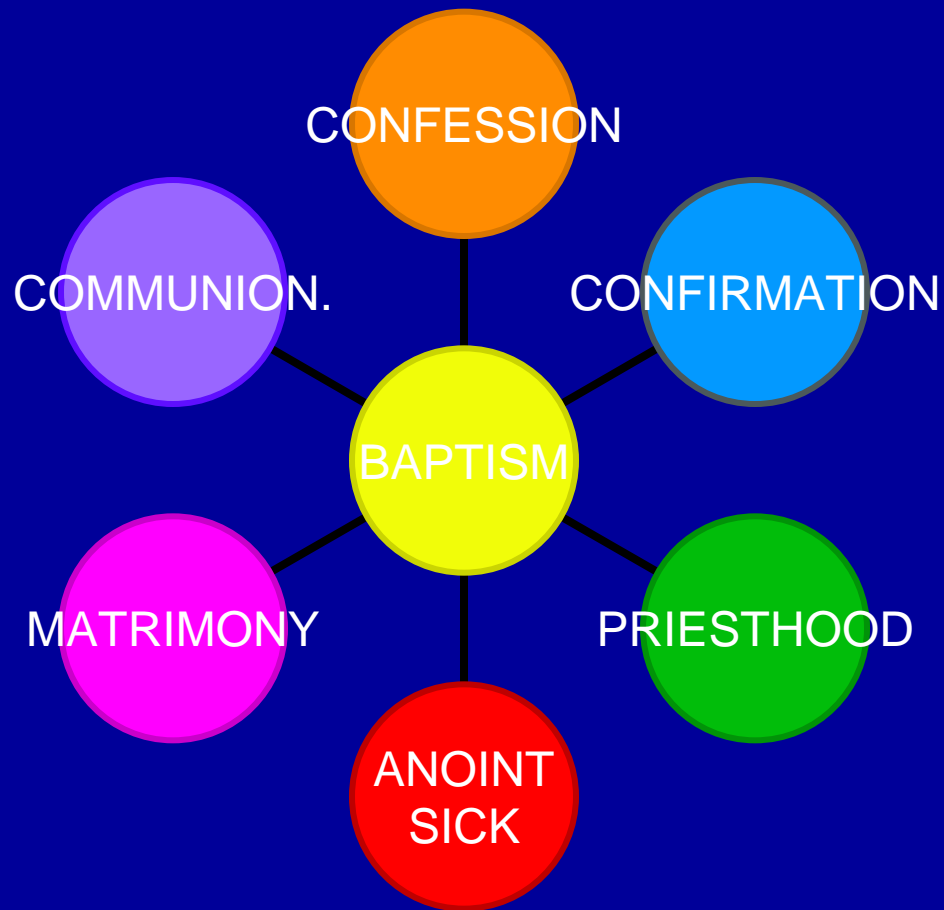 CONFESSION
COMMUNION.
CONFIRMATION
BAPTISM
MATRIMONY
PRIESTHOOD
ANOINT
SICK